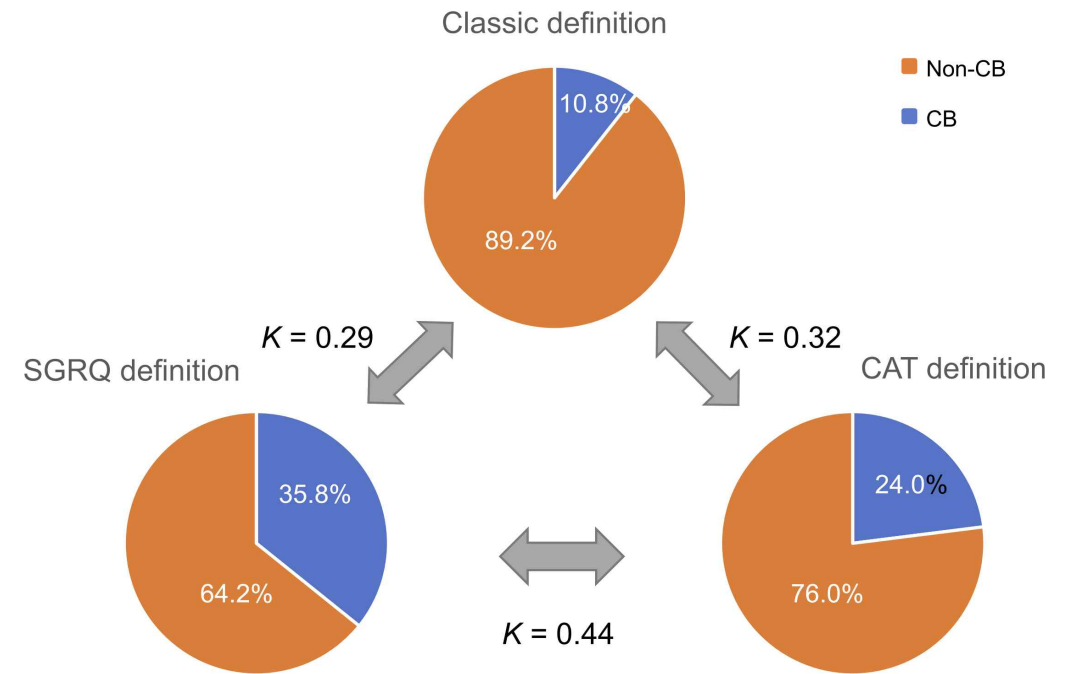 Classic definition
Non-CB
CB
10.8%
89.2%
K = 0.29
K = 0.32
SGRQ definition
CAT definition
35.8%
64.2%
24.0%
76.0%
K = 0.44